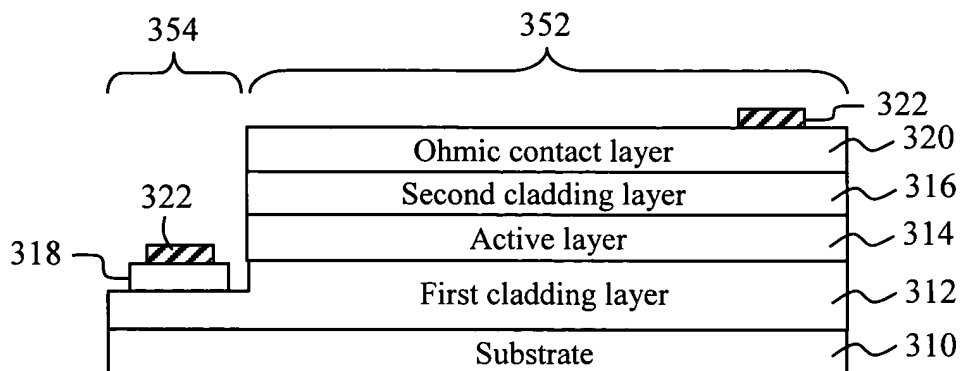 354
352
322
Ohmic contact layer
320
322
Second cladding layer
316
318
Active layer
314
First cladding layer
312
Substrate
310